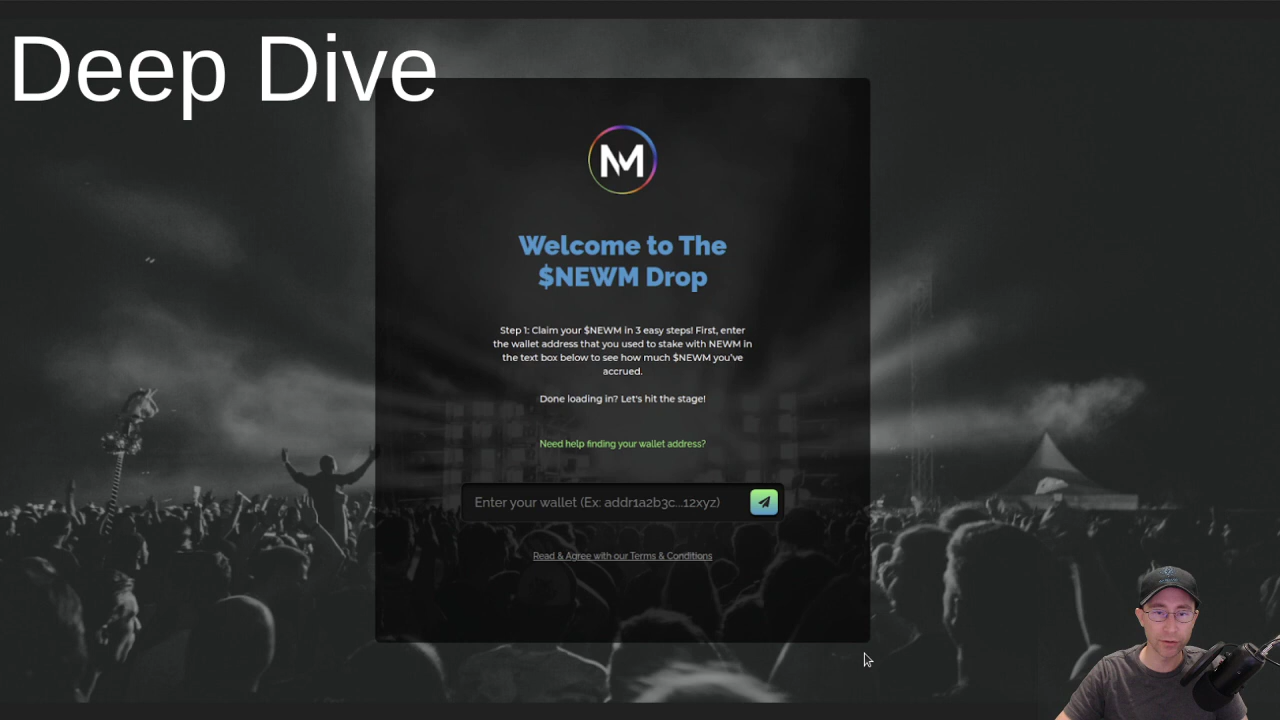 Deep Dive
Welcome to The
$NEWM Drop
Step 1: Claim your $NEWM in 3 easy steps! First, enter
the wallet address that you used to stake with NEWM in
the text box below to see how much $NEWM you've
accrued.
Done loading in? Let's hit the stage!
Need help finding your wallet address?
Enter your wallet (Ex: addr1a2b3c...12xyz)
Read & Agree with our Terms & Conditions